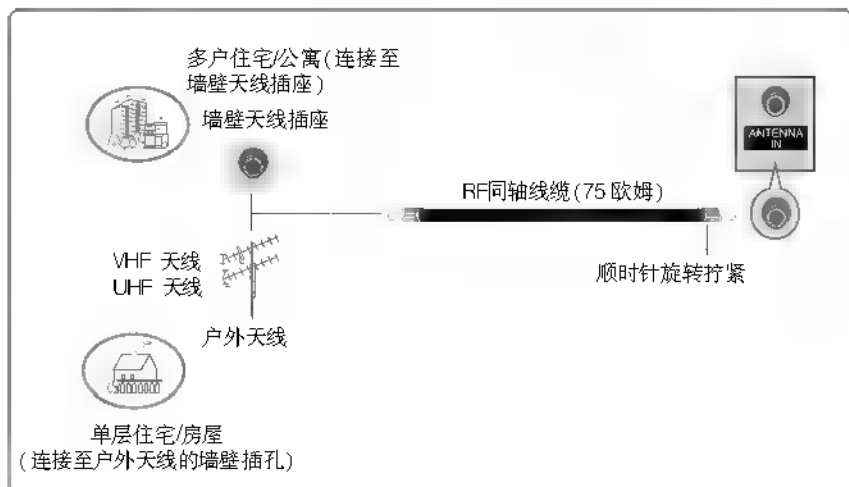 多户住宅/公寓(连接至
墙壁天线插座)
墙壁天线插座
ANTENNA
IN
RF同轴线缆(75 欧姆)
VHF 天线
UHF 天线
顺时针旋转拧紧
户外天线
单层住宅/房屋
(连接至户外天线的墙壁插孔)